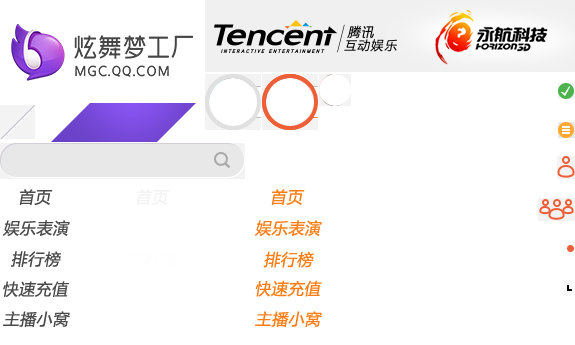 炫舞梦工厂
MGC.QQ.COM
Tencent 腾讯
INTERACTIVE ENTERTAINMENT 互动娱乐
永航科技
HORIZON3D
首页 首页 首页
娱乐表演 娱乐表演
排行榜 排行榜
快速充值 快速充值
主播小窝 主播小窝